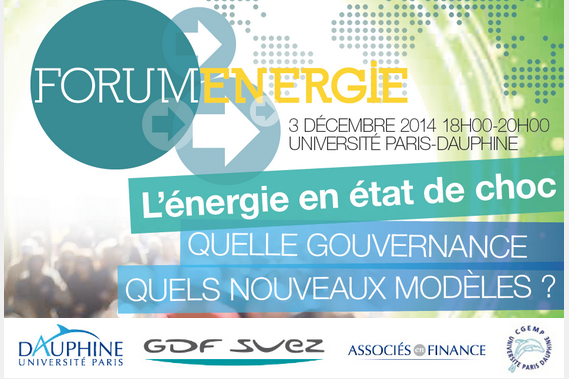 FORUMENERGIE
3 DÉCEMBRE 2014 18H00-20H00
UNIVERSITÉ PARIS-DAUPHINE
L'énergie en état de choc
QUELLE GOUVERNANCE
QUELS NOUVEAUX MODÈLES ?
DAUPHINE
UNIVERSITÉ PARIS
GDF SUEZ
ASSOCIÉS EN FINANCE
CGEMP
UNIVERSITÉ PARIS DAUPHINE